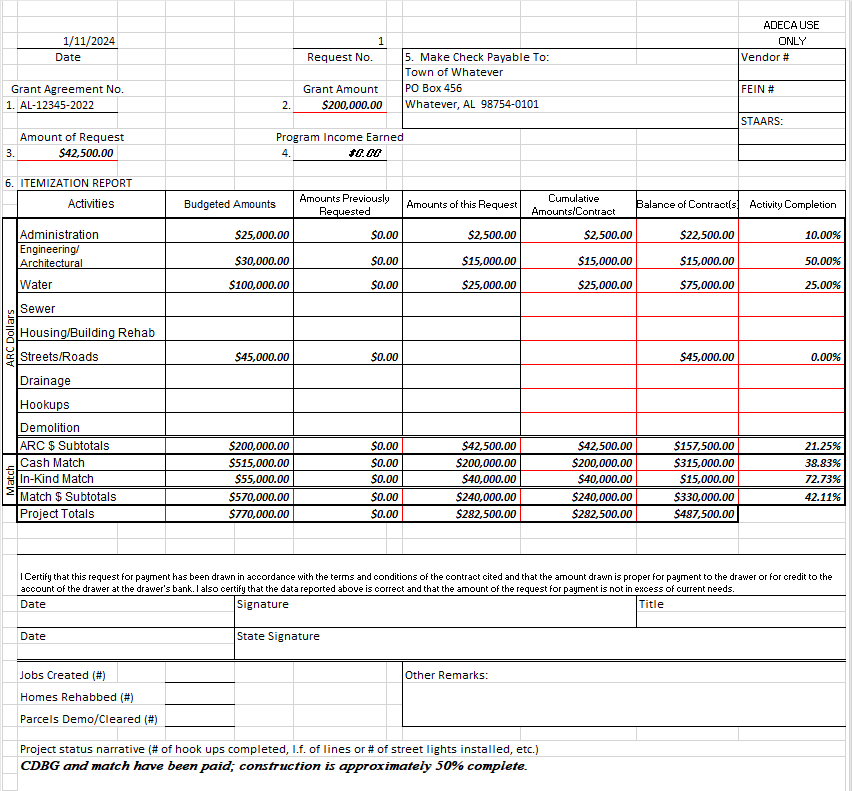 ADECA USE
ONLY
1/11/2024 1
Date Request No. 5. Make Check Payable To: Vendor #
Town of Whatever
Grant Agreement No. Grant Amount PO Box 456 FEIN #
1. AL-12345-2022 2. $200,000.00 Whatever, AL 98754-0101
STAARS:
Amount of Request Program Income Earned
3. $42,500.00 4. $0.00
6. ITEMIZATION REPORT
Activities Budgeted Amounts Amounts Previously Requested Amounts of this Request Cumulative Amounts/Contract Balance of Contract(s) Activity Completion
ARC Dollars
Administration $25,000.00 $0.00 $2,500.00 $2,500.00 $22,500.00 10.00%
Engineering/
Architectural $30,000.00 $0.00 $15,000.00 $15,000.00 $15,000.00 50.00%
Water $100,000.00 $0.00 $25,000.00 $25,000.00 $75,000.00 25.00%
Sewer
Housing/Building Rehab
Streets/Roads $45,000.00 $0.00 $45,000.00 0.00%
Drainage
Hookups
Demolition
ARC $ Subtotals $200,000.00 $0.00 $42,500.00 $42,500.00 $157,500.00 21.25%
Match
Cash Match $515,000.00 $0.00 $200,000.00 $200,000.00 $315,000.00 38.83%
In-Kind Match $55,000.00 $0.00 $40,000.00 $40,000.00 $15,000.00 72.73%
Match $ Subtotals $570,000.00 $0.00 $240,000.00 $240,000.00 $330,000.00 42.11%
Project Totals $770,000.00 $0.00 $282,500.00 $282,500.00 $487,500.00
I Certify that this request for payment has been drawn in accordance with the terms and conditions of the contract cited and that the amount drawn is proper for payment to the drawer or for credit to the
account of the drawer at the drawer's bank. I also certify that the data reported above is correct and that the amount of the request for payment is not in excess of current needs.
Date Signature Title
Date State Signature
Jobs Created (#) Other Remarks:
Homes Rehabbed (#)
Parcels Demo/Cleared (#)
Project status narrative (# of hook ups completed, l.f. of lines or # of street lights installed, etc.)
CDBG and match have been paid; construction is approximately 50% complete.